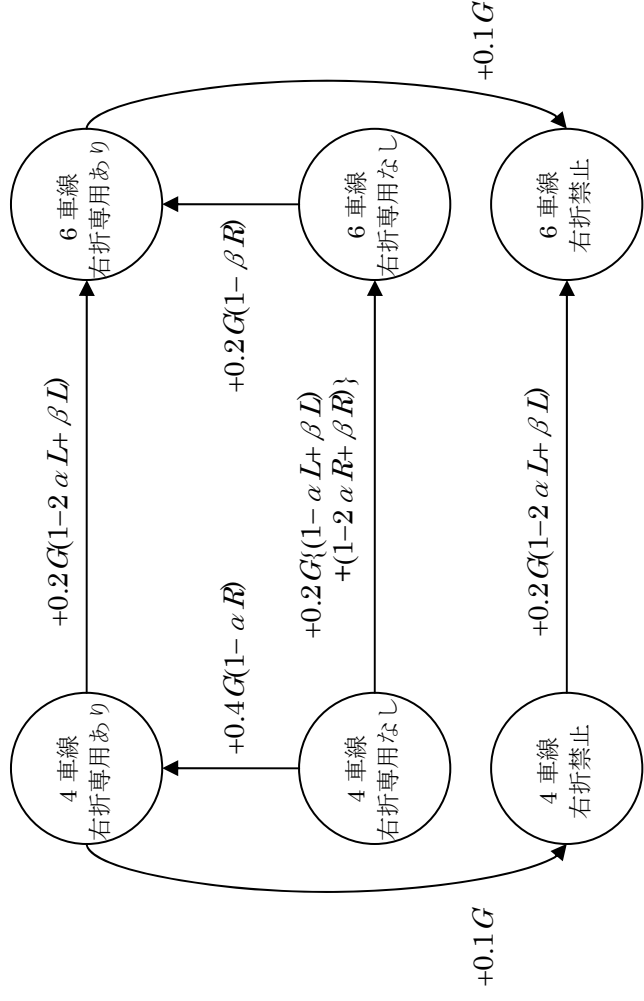 +0.1G
6 車線
右折専用あり
6 車線
右折専用なし
6 車線
右折禁止
+0.2G(1-βR)
+0.2G(1-2αL+βL)
+0.2G{(1-αL+βL)
+(1-2αR+βR)}
+0.2G(1-2αL+βL)
+0.4G(1-αR)
4 車線
右折専用あり
4 車線
右折専用なし
4 車線
右折禁止
+0.1G